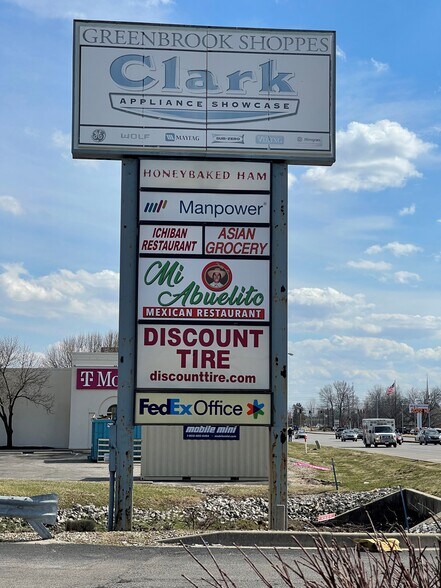 GREENBROOK SHOPPES
Clark
APPLIANCE SHOWCASE
GE WOLF MAYTAG
HONEYBAKED HAM
Manpower
ICHIBAN RESTAURANT
ASIAN GROCERY
Mi Abuelito
MEXICAN RESTAURANT
DISCOUNT
TIRE
discounttire.com
FedEx Office
mobile mini
T Mo